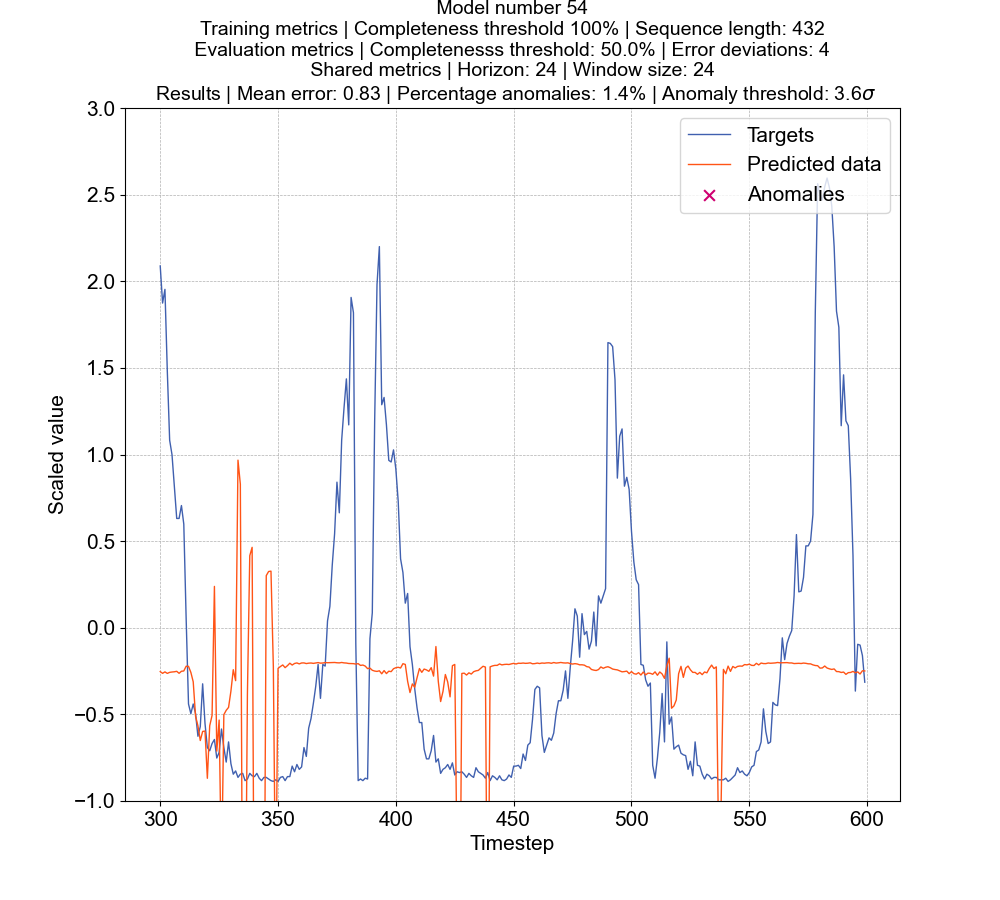 Model number 54
Training metrics | Completeness threshold 100% | Sequence length: 432
Evaluation metrics | Completenesss threshold: 50.0% | Error deviations: 4
Shared metrics | Horizon: 24 | Window size: 24
Results | Mean error: 0.83 | Percentage anomalies: 1.4% | Anomaly threshold: 3.6σ
3.0
2.5
2.0
1.5
1.0
0.5
0.0
−0.5
−1.0
Scaled value
Targets
Predicted data
Anomalies
300
350
400
450
500
550
600
Timestep